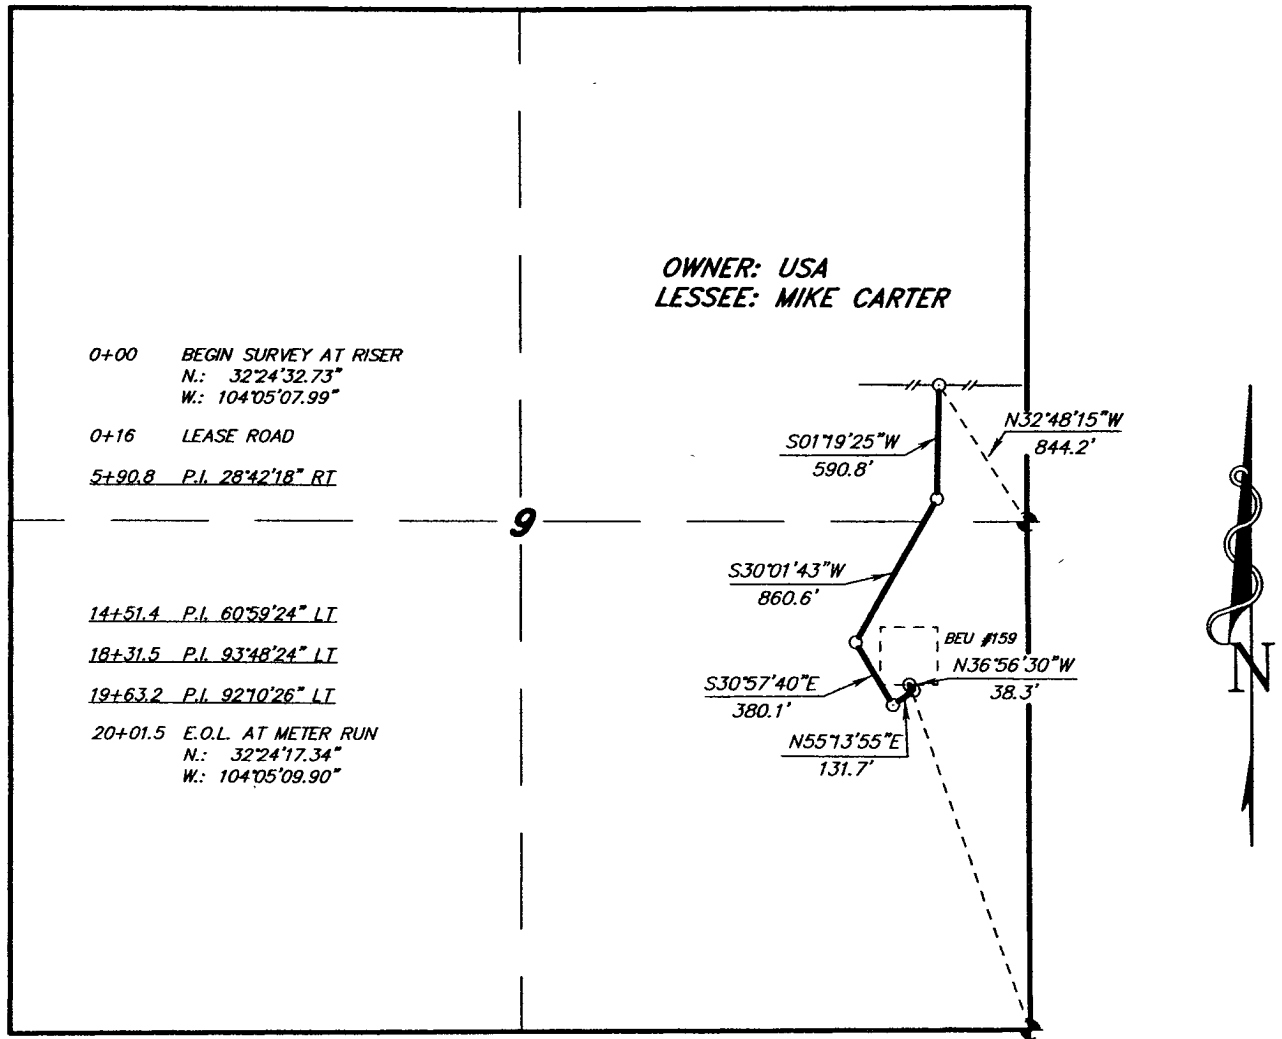 OWNER: USA
LESSEE: MIKE CARTER
0+00 BEGIN SURVEY AT RISER
N.: 32°24'32.73"
W.: 104°05'07.99"
0+16 LEASE ROAD
5+90.8 P.I. 28°42'18" RT
14+51.4 P.I. 60°59'24" LT
18+31.5 P.I. 93°48'24" LT
19+63.2 P.I. 92°10'26" LT
20+01.5 E.O.L. AT METER RUN
N.: 32°24'17.34"
W.: 104°05'09.90"
9
N32°48'15"W
844.2'
S01°19'25"W
590.8'
S30°01'43"W
860.6'
BEU #159
N36°56'30"W
38.3'
S30°57'40"E
380.1'
N55°13'55"E
131.7'
N